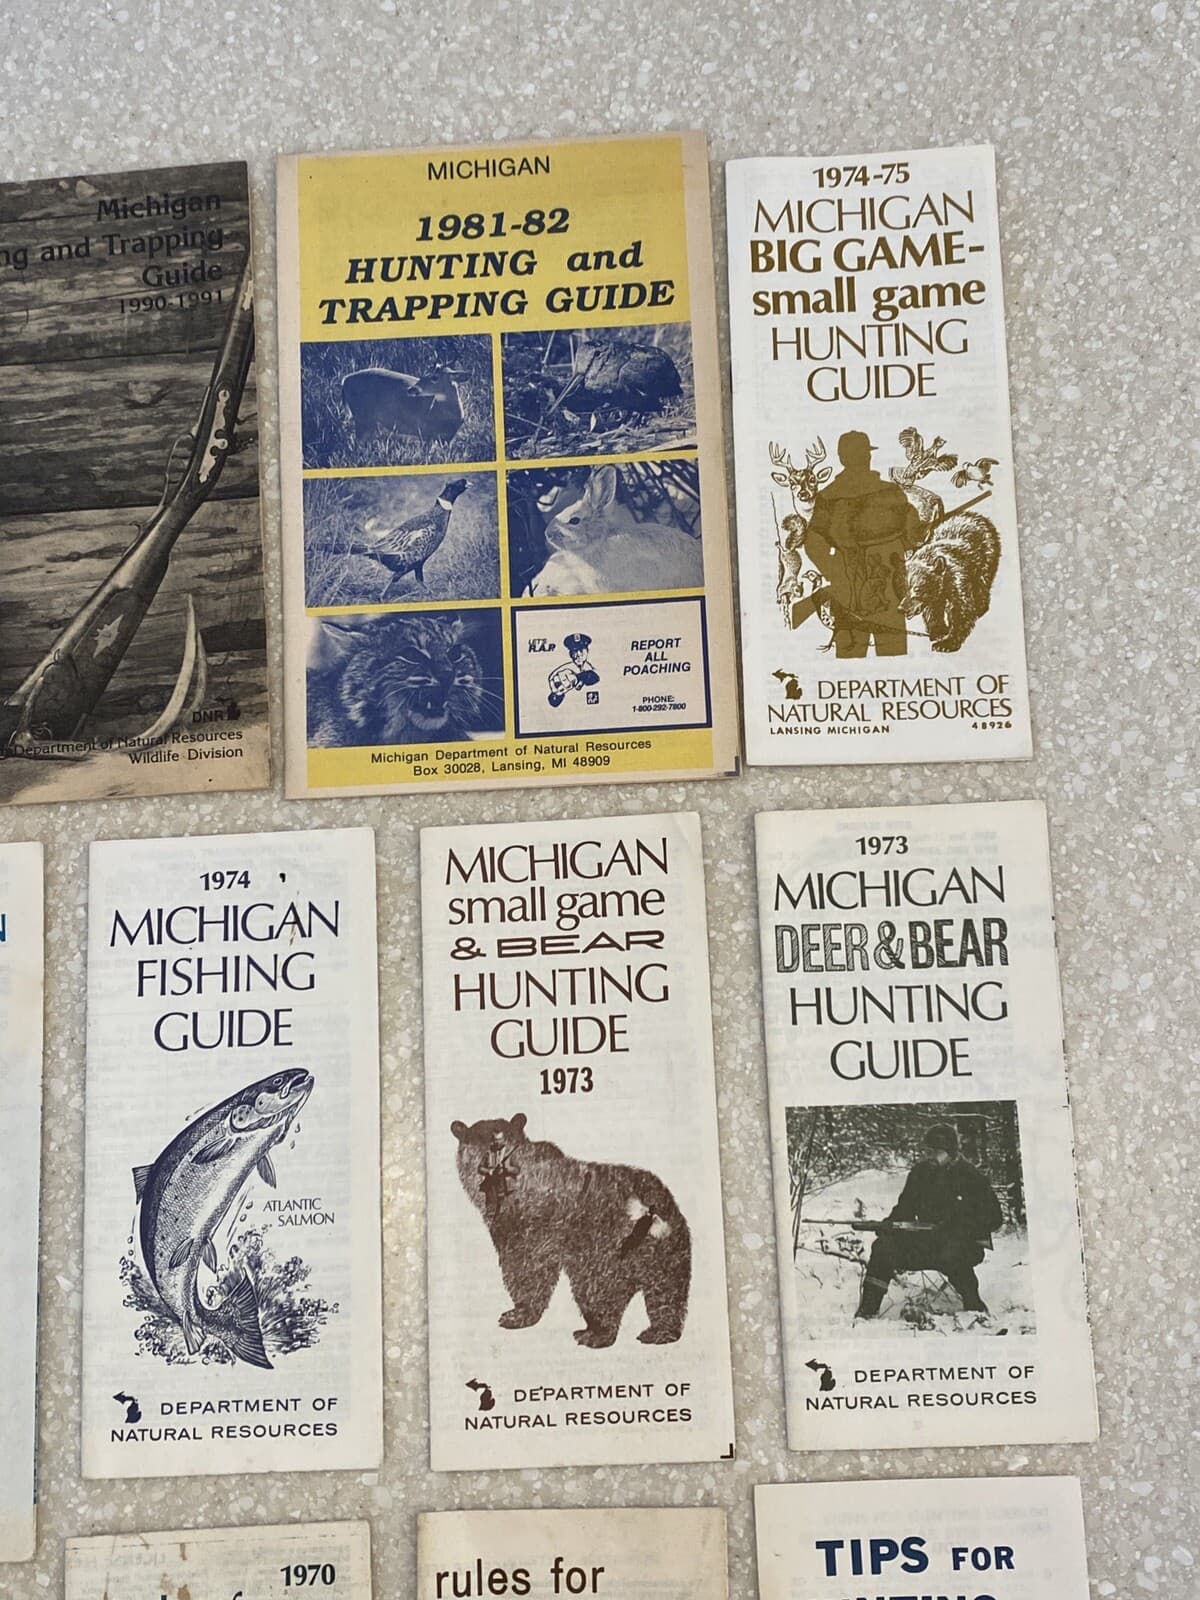 Michigan
and Trapping
Guide
1990-1991
DNR
Department of Natural Resources
Wildlife Division
MICHIGAN
1981-82
HUNTING and
TRAPPING GUIDE
LET'S
R.A.P.
REPORT
ALL
POACHING
PHONE:
1-800-292-7800
Michigan Department of Natural Resources
Box 30028, Lansing, MI 48909
1974-75
MICHIGAN
BIG GAME-
small game
HUNTING
GUIDE
DEPARTMENT OF
NATURAL RESOURCES
LANSING MICHIGAN 48926
N
1974
MICHIGAN
FISHING
GUIDE
ATLANTIC
SALMON
DEPARTMENT OF
NATURAL RESOURCES
MICHIGAN
small game
& BEAR
HUNTING
GUIDE
1973
DEPARTMENT OF
NATURAL RESOURCES
1973
MICHIGAN
DEER & BEAR
HUNTING
GUIDE
DEPARTMENT OF
NATURAL RESOURCES
1970
rules for
TIPS FOR